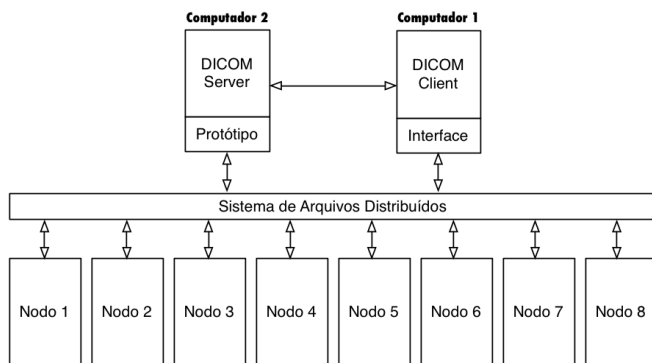 Computador 2
Computador 1
DICOM
Server
DICOM
Client
Protótipo
Interface
Sistema de Arquivos Distribuídos
Nodo 1
Nodo 2
Nodo 3
Nodo 4
Nodo 5
Nodo 6
Nodo 7
Nodo 8